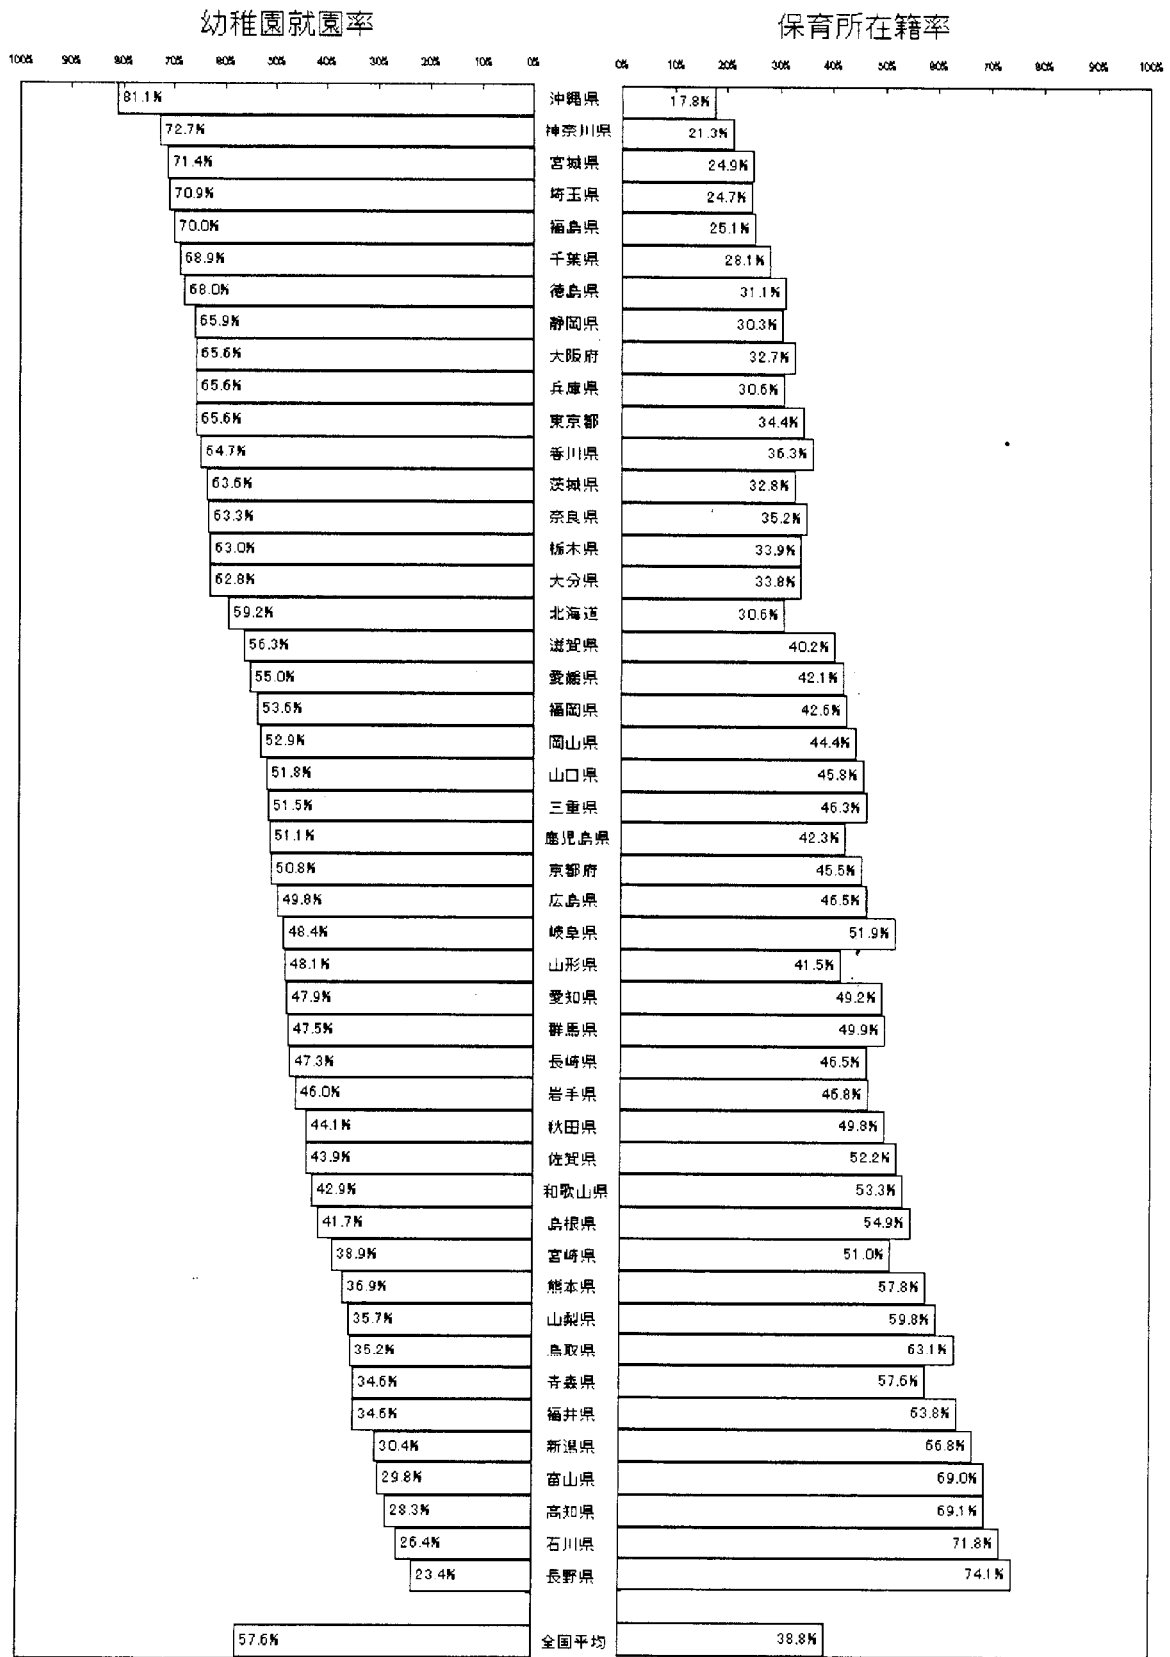 幼稚園就園率 保育所在籍率
100% 90% 80% 70% 60% 50% 40% 30% 20% 10% 0% 0% 10% 20% 30% 40% 50% 60% 70% 80% 90% 100%
81.1% 沖縄県 17.8%
72.7% 神奈川県 21.3%
71.4% 宮城県 24.9%
70.9% 埼玉県 24.7%
70.0% 福島県 25.1%
68.9% 千葉県 28.1%
68.0% 徳島県 31.1%
65.9% 静岡県 30.3%
65.6% 大阪府 32.7%
65.6% 兵庫県 30.6%
65.6% 東京都 34.4%
64.7% 香川県 36.3%
63.6% 茨城県 32.8%
63.3% 奈良県 35.2%
63.0% 栃木県 33.9%
62.8% 大分県 33.8%
59.2% 北海道 30.6%
56.3% 滋賀県 40.2%
55.0% 愛媛県 42.1%
53.6% 福岡県 42.6%
52.9% 岡山県 44.4%
51.8% 山口県 45.8%
51.5% 三重県 46.3%
51.1% 鹿児島県 42.3%
50.8% 京都府 45.5%
49.8% 広島県 46.5%
48.4% 岐阜県 51.9%
48.1% 山形県 41.5%
47.9% 愛知県 49.2%
47.5% 群馬県 49.9%
47.3% 長崎県 46.5%
46.0% 岩手県 46.8%
44.1% 秋田県 49.8%
43.9% 佐賀県 52.2%
42.9% 和歌山県 53.3%
41.7% 島根県 54.9%
38.9% 宮崎県 51.0%
36.9% 熊本県 57.8%
35.7% 山梨県 59.8%
35.2% 鳥取県 63.1%
34.6% 青森県 57.6%
34.6% 福井県 63.8%
30.4% 新潟県 66.8%
29.8% 富山県 69.0%
28.3% 高知県 69.1%
26.4% 石川県 71.8%
23.4% 長野県 74.1%
57.6% 全国平均 38.8%